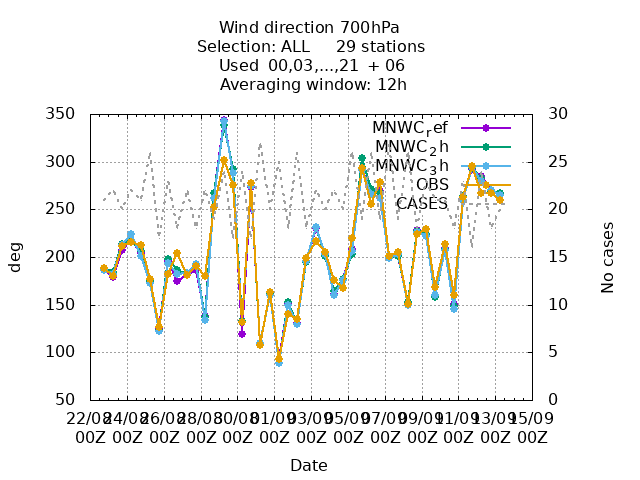 Wind direction 700hPa
Selection: ALL 29 stations
Used 00,03,...,21 + 06
Averaging window: 12h
350 30
MNWCref
MNWC2h
MNWC3h
OBS
CASES
300 25
250 20
200 15
150 10
100 5
50 0
deg
No cases
22/08 24/08 26/08 28/08 30/08 01/09 03/09 05/09 07/09 09/09 11/09 13/09 15/09
00Z 00Z 00Z 00Z 00Z 00Z 00Z 00Z 00Z 00Z 00Z 00Z 00Z
Date